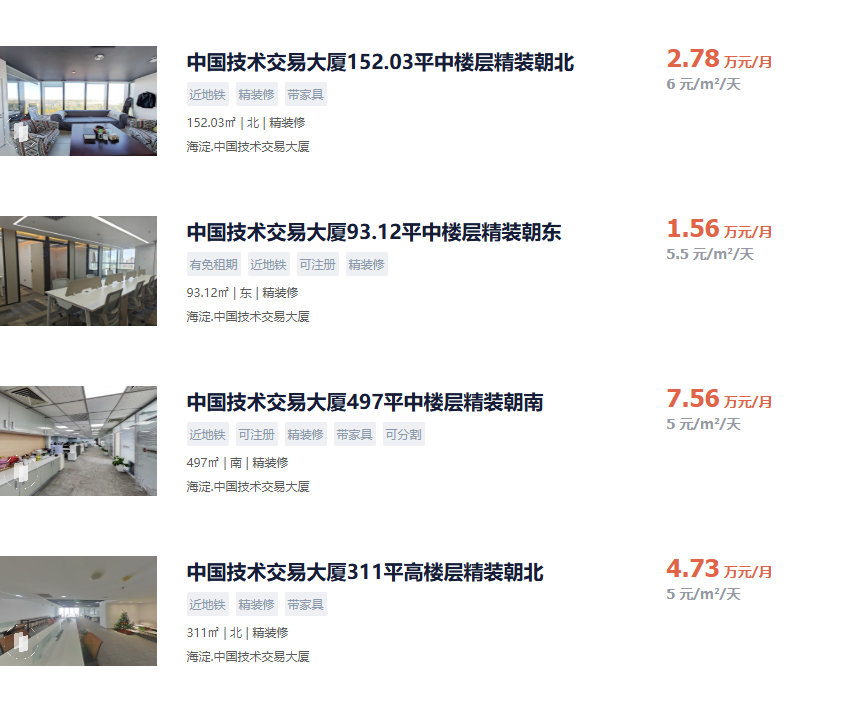 中国技术交易大厦152.03平中楼层精装朝北
2.78 万元/月
近地铁 精装修 带家具
6 元/m²/天
152.03㎡ | 北 | 精装修
海淀.中国技术交易大厦
中国技术交易大厦93.12平中楼层精装朝东
1.56 万元/月
有免租期 近地铁 可注册 精装修
5.5 元/m²/天
93.12㎡ | 东 | 精装修
海淀.中国技术交易大厦
中国技术交易大厦497平中楼层精装朝南
7.56 万元/月
近地铁 可注册 精装修 带家具 可分割
5 元/m²/天
497㎡ | 南 | 精装修
海淀.中国技术交易大厦
中国技术交易大厦311平高楼层精装朝北
4.73 万元/月
近地铁 精装修 带家具
5 元/m²/天
311㎡ | 北 | 精装修
海淀.中国技术交易大厦